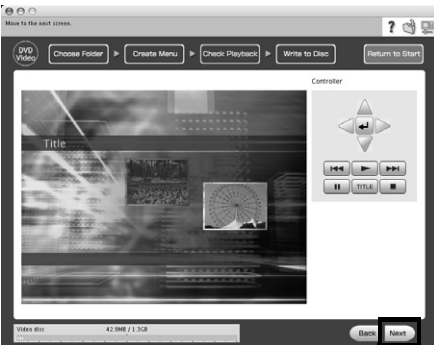 Move to the next screen.
?
DVD
Video
Choose Folder
Create Menu
Check Playback
Write to Disc
Return to Start
Controller
Title
TITLE
Video disc 42.9MB / 1.3GB
Back
Next